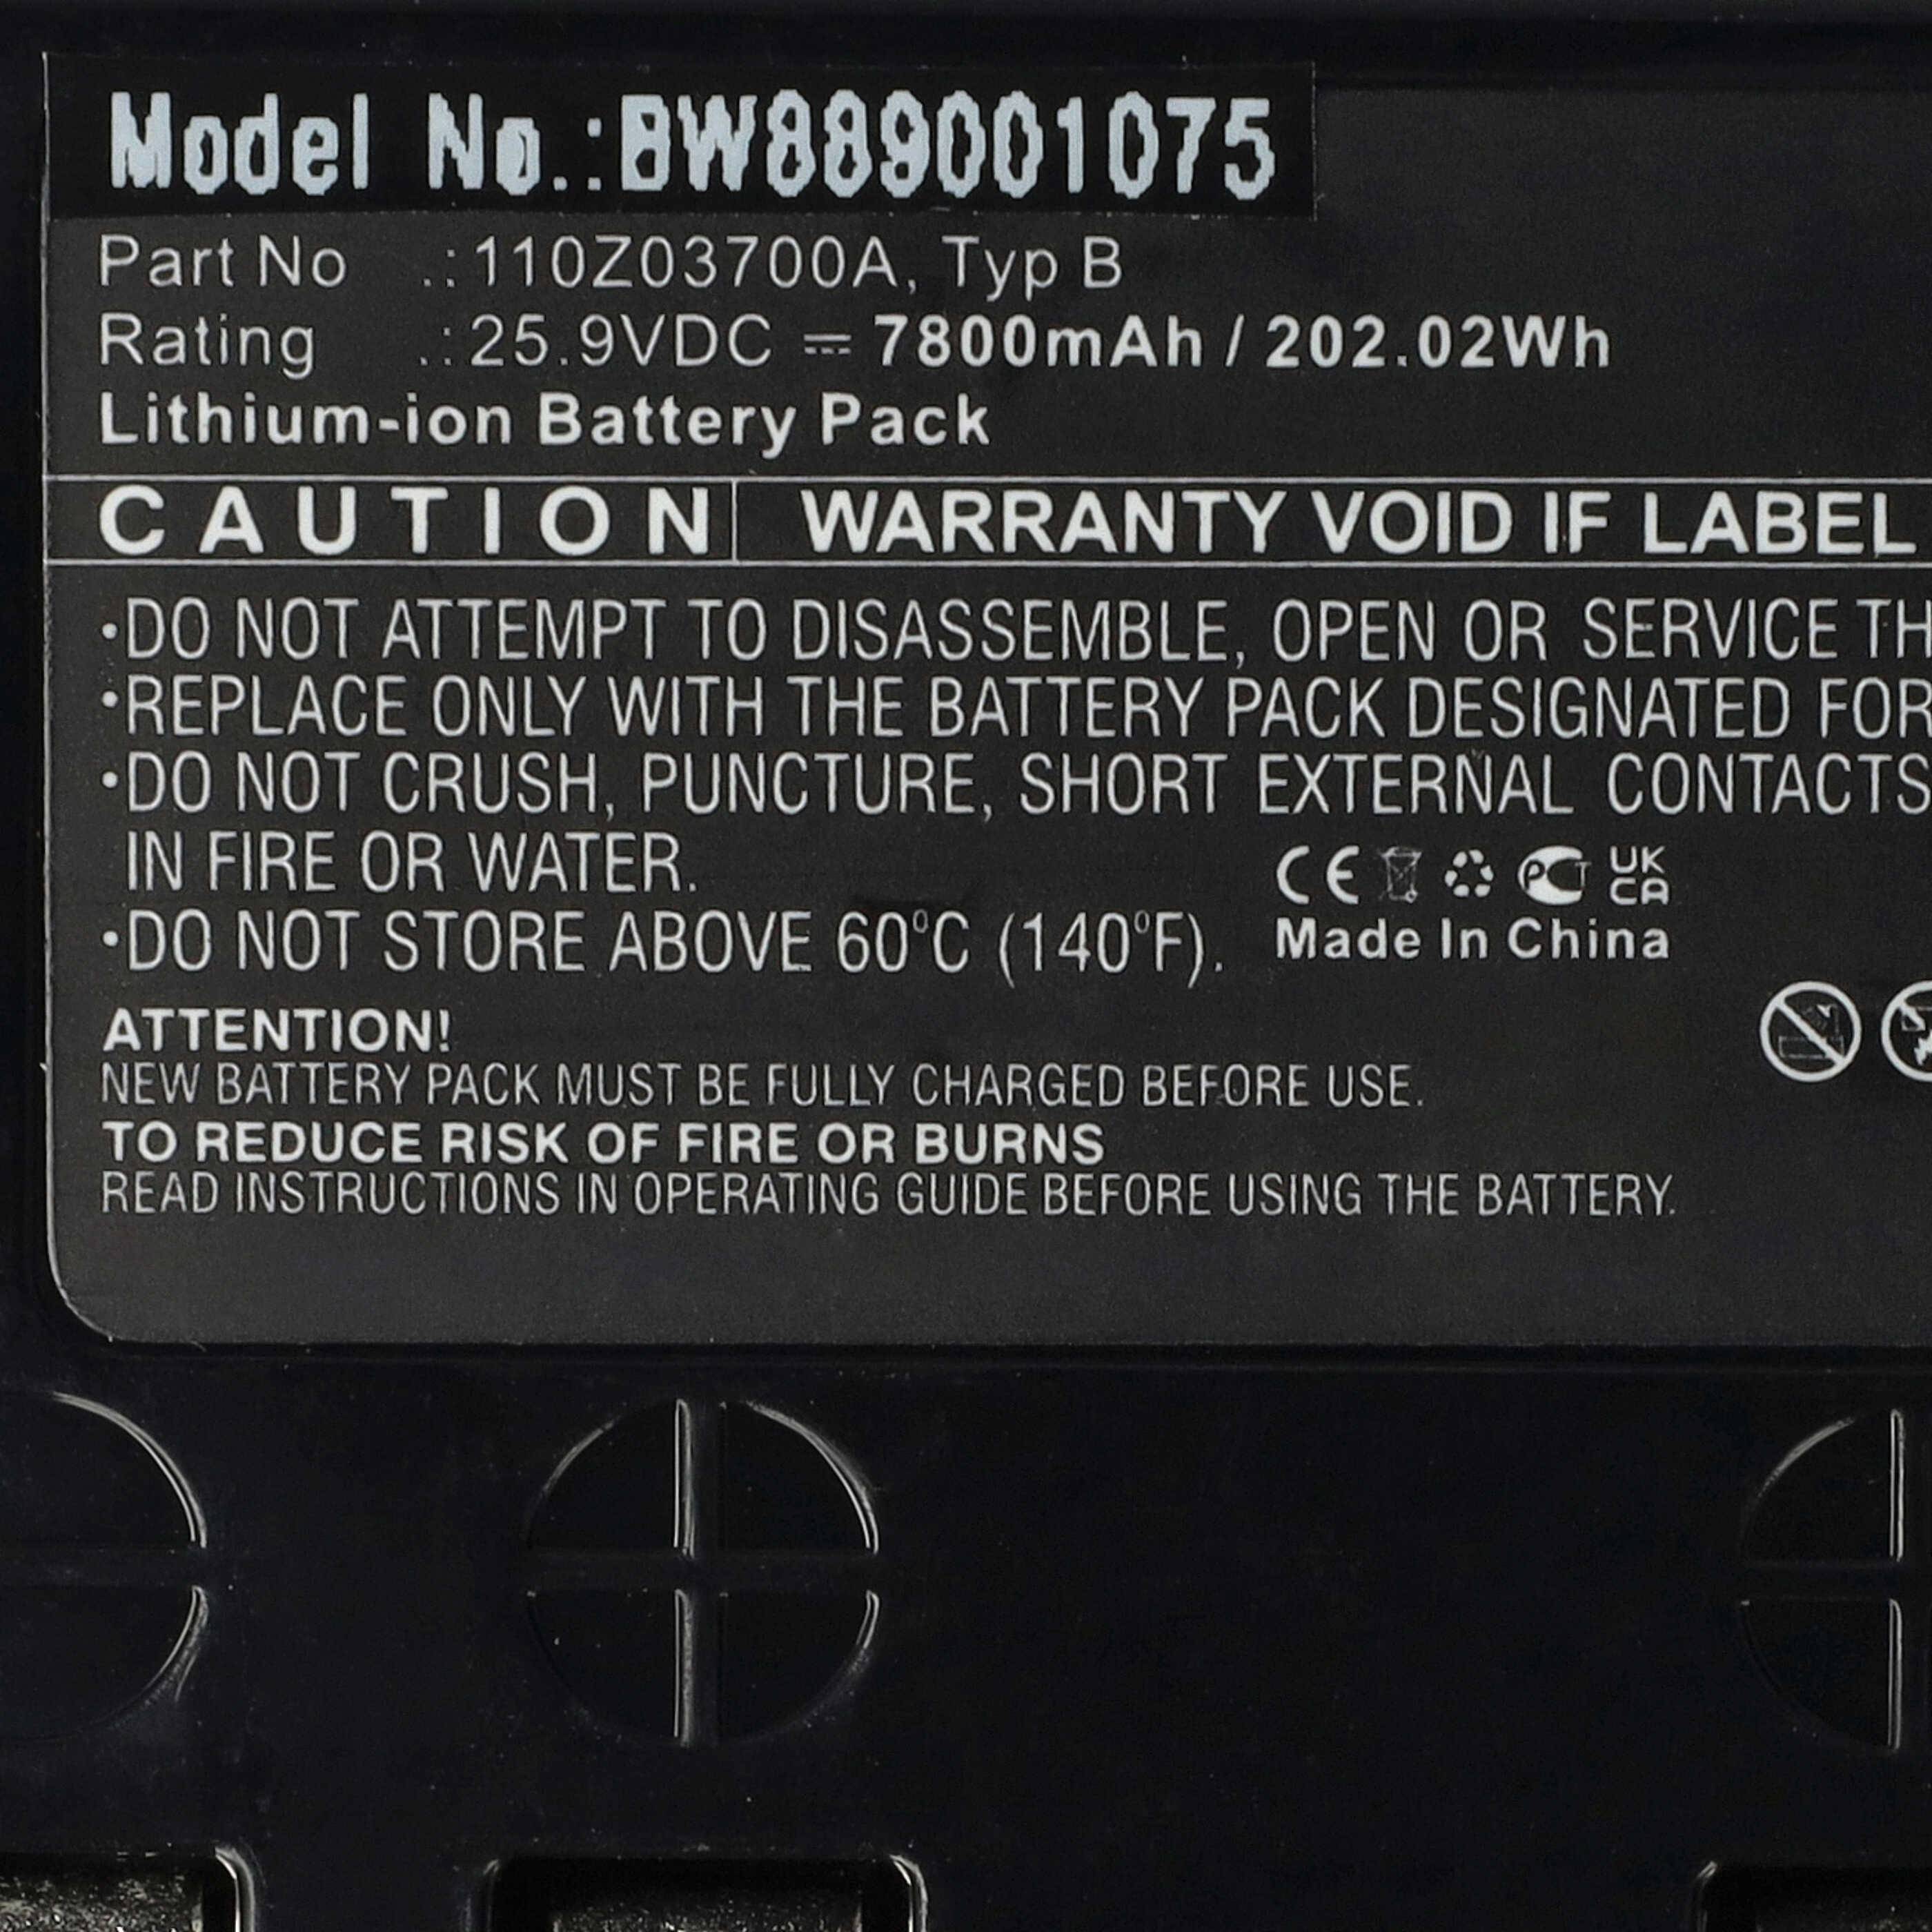 Model No.:BW889001075
Part No .:110Z03700A, Typ B
Rating .:25.9VDC ⎓ 7800mAh / 202.02Wh
Lithium-ion Battery Pack
CAUTION WARRANTY VOID IF LABEL
•DO NOT ATTEMPT TO DISASSEMBLE, OPEN OR SERVICE TH
•REPLACE ONLY WITH THE BATTERY PACK DESIGNATED FOR
•DO NOT CRUSH, PUNCTURE, SHORT EXTERNAL CONTACTS
IN FIRE OR WATER.
CE PCT UK CA
•DO NOT STORE ABOVE 60°C (140°F).
Made In China
ATTENTION!
NEW BATTERY PACK MUST BE FULLY CHARGED BEFORE USE.
TO REDUCE RISK OF FIRE OR BURNS
READ INSTRUCTIONS IN OPERATING GUIDE BEFORE USING THE BATTERY.